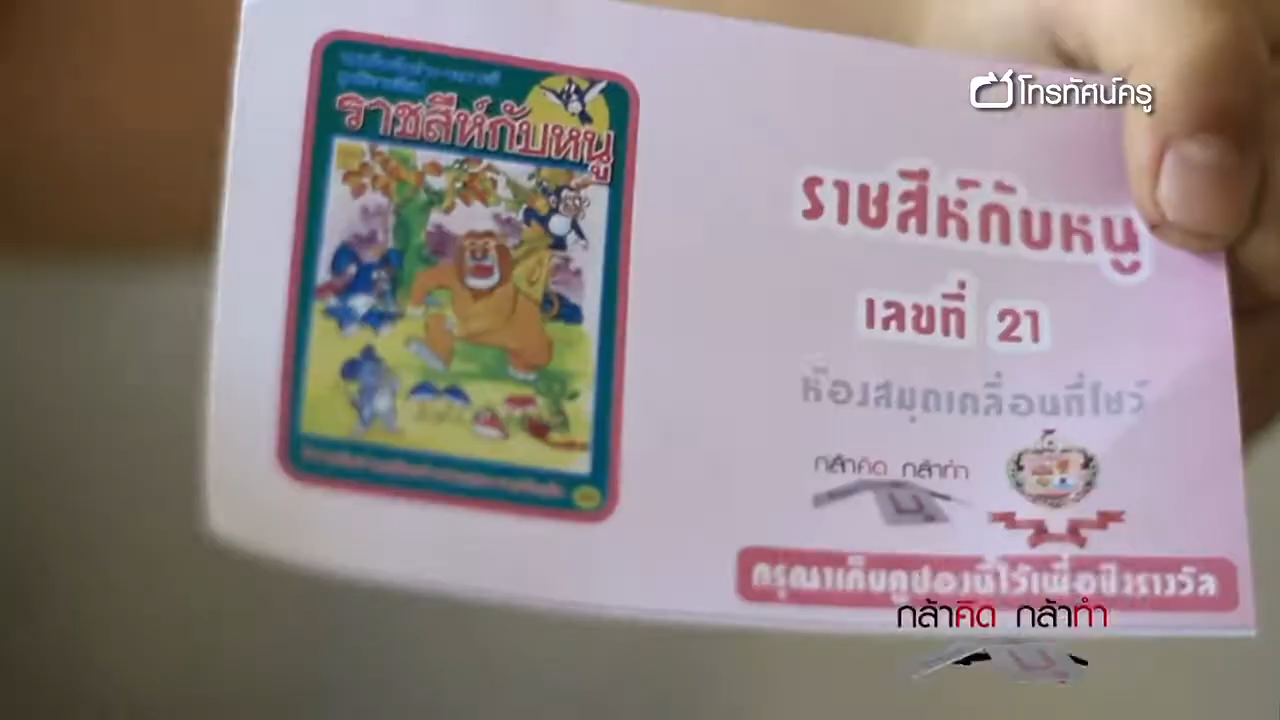 โทรทัศน์ครู
ราชสีห์กับหนู
ราชสีห์กับหนู
เลขที่ 21
ห้องสมุดเคลื่อนที่โชว์
กล้าคิด กล้าทำ
กรุณาเก็บคูปองนี้ไว้เพื่อชิงรางวัล
กล้าคิด กล้าทำ